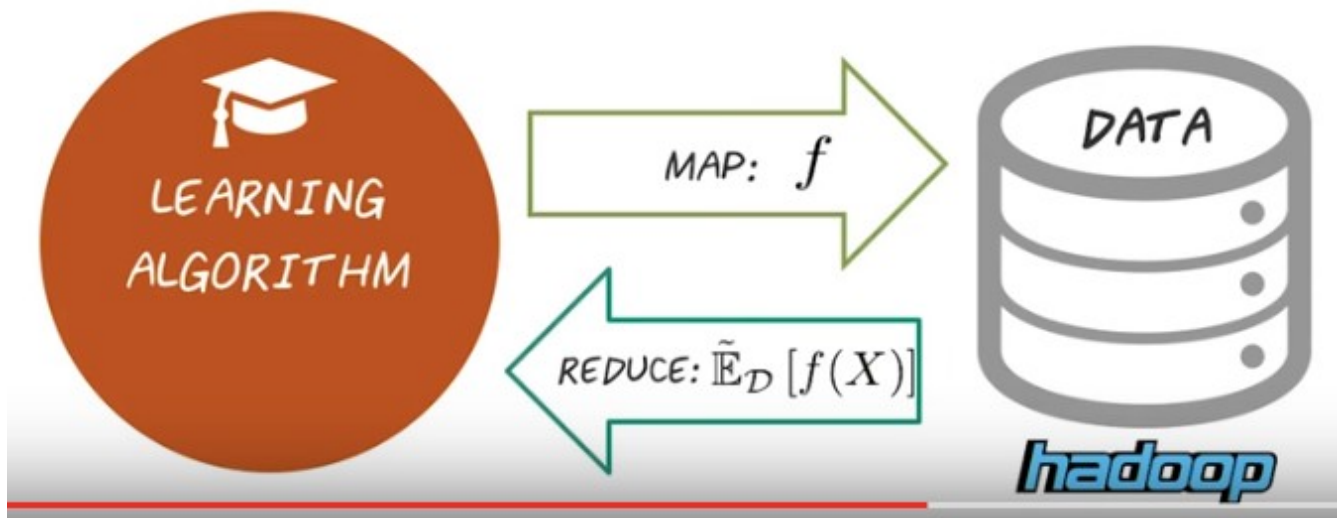 LEARNING
ALGORITHM
MAP: f
REDUCE: 𝔼̃_𝒟 [f(X)]
DATA
hadoop